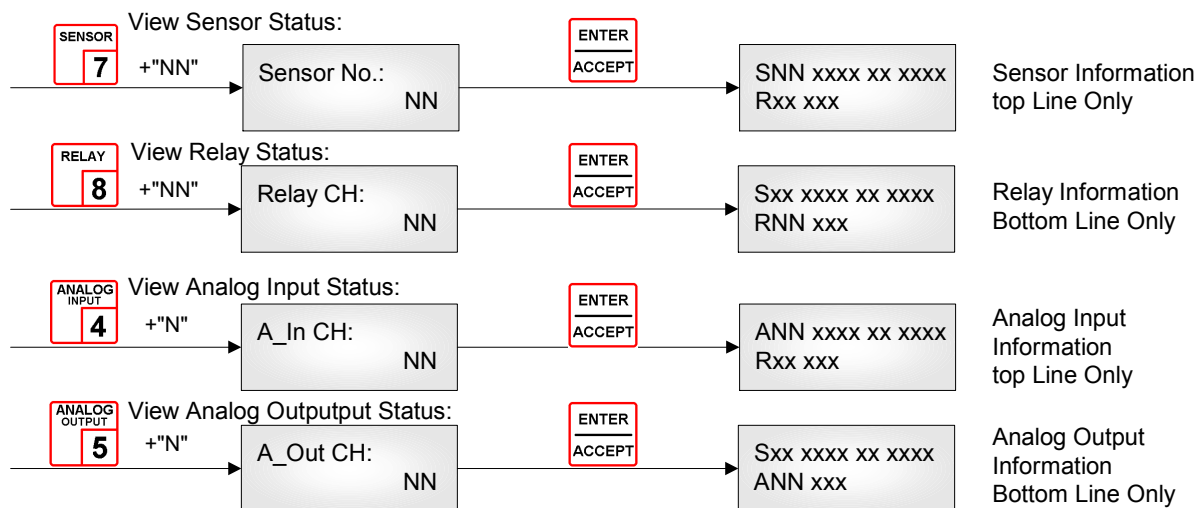 View Sensor Status:
SENSOR
7
+"NN"
Sensor No.:
NN
ENTER
ACCEPT
SNN xxxx xx xxxx
Rxx xxx
Sensor Information
top Line Only
View Relay Status:
RELAY
8
+"NN"
Relay CH:
NN
ENTER
ACCEPT
Sxx xxxx xx xxxx
RNN xxx
Relay Information
Bottom Line Only
View Analog Input Status:
ANALOG
INPUT
4
+"N"
A_In CH:
NN
ENTER
ACCEPT
ANN xxxx xx xxxx
Rxx xxx
Analog Input
Information
top Line Only
View Analog Outputput Status:
ANALOG
OUTPUT
5
+"N"
A_Out CH:
NN
ENTER
ACCEPT
Sxx xxxx xx xxxx
ANN xxx
Analog Output
Information
Bottom Line Only